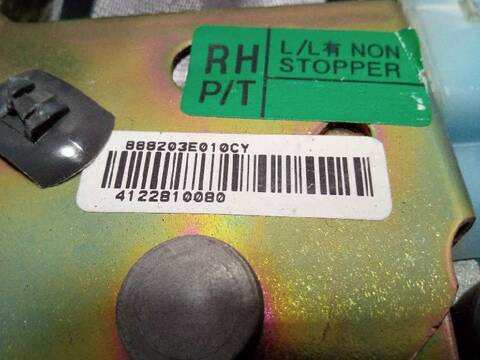 RH
P/T
L/L有 NON
STOPPER
888203E010CY
4122810080